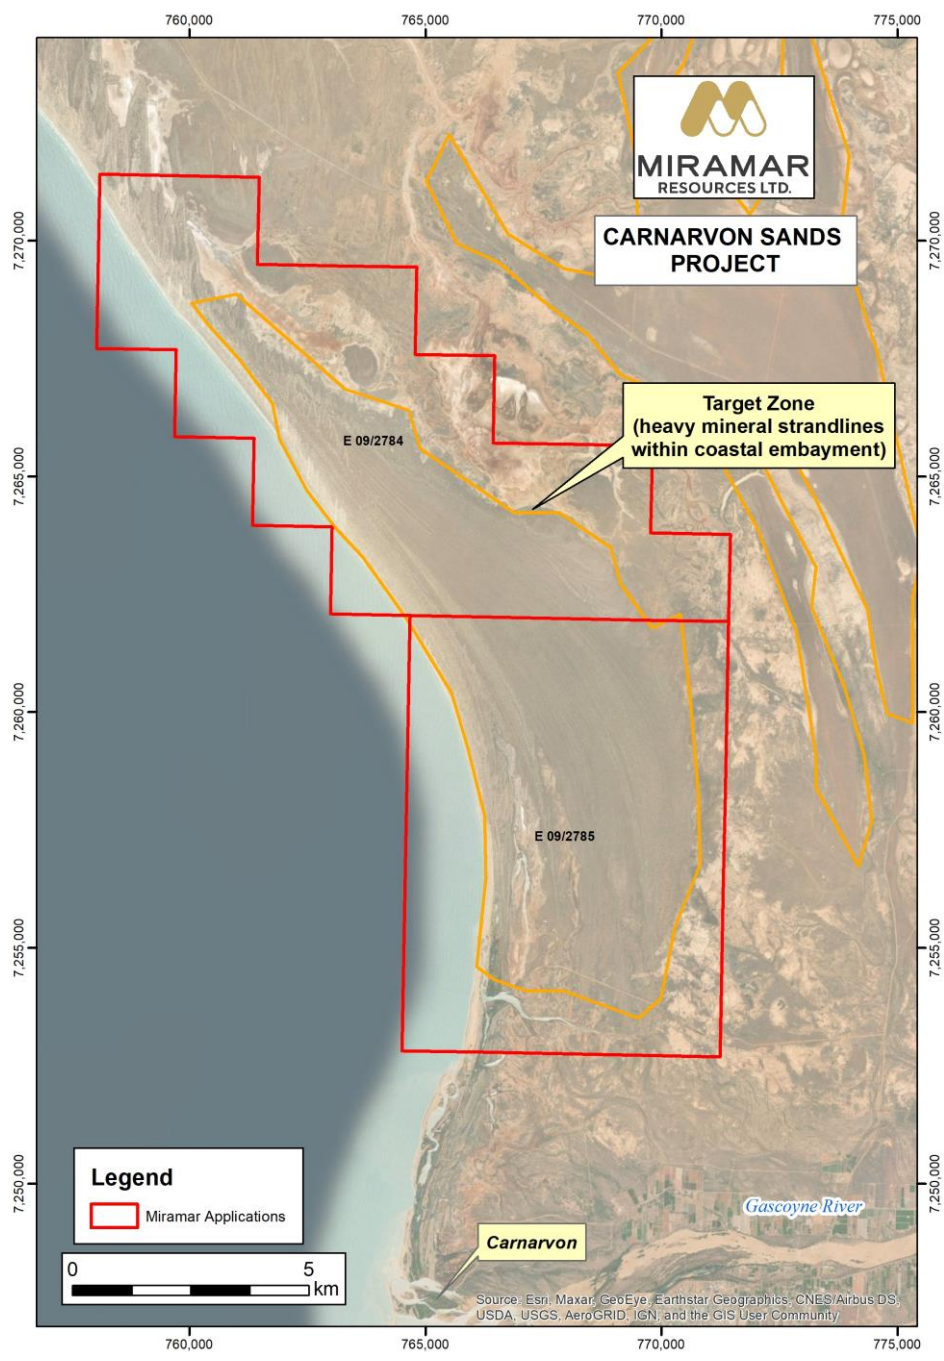 760,000
765,000
770,000
775,000
MIRAMAR
RESOURCES LTD.
CARNARVON SANDS
PROJECT
7,270,000
7,270,000
Target Zone
(heavy mineral strandlines
within coastal embayment)
E 09/2784
7,265,000
7,265,000
7,260,000
7,260,000
E 09/2785
7,255,000
7,255,000
7,250,000
7,250,000
Legend
Miramar Applications
Gascoyne River
Carnarvon
0
5
km
Source: Esri, Maxar, GeoEye, Earthstar Geographics, CNES/Airbus DS,
USDA, USGS, AeroGRID, IGN, and the GIS User Community
760,000
765,000
770,000
775,000